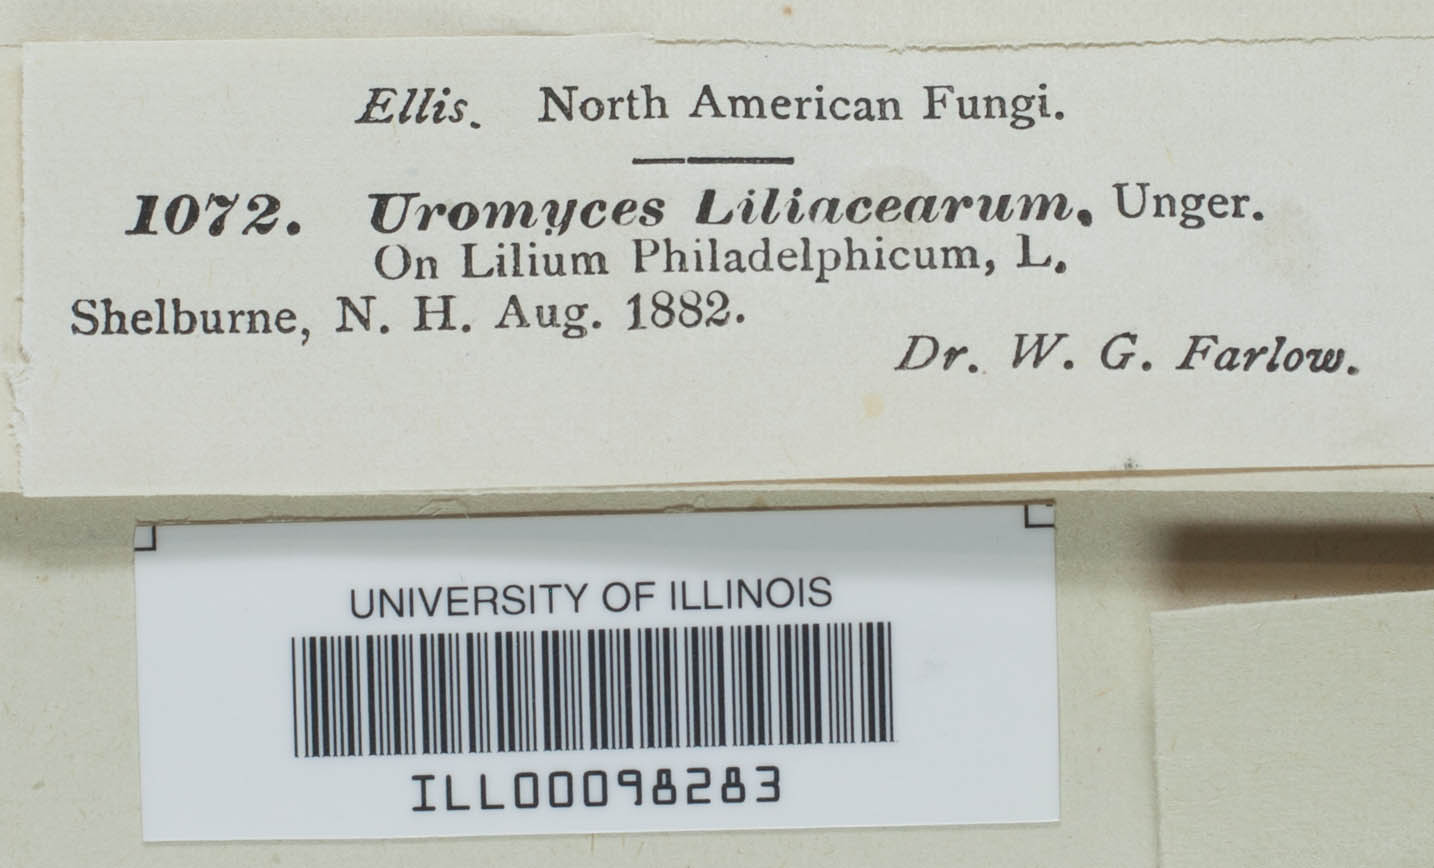 Ellis. North American Fungi.
1072. Uromyces Liliacearum, Unger.
On Lilium Philadelphicum, L.
Shelburne, N. H. Aug. 1882.
Dr. W. G. Farlow.
UNIVERSITY OF ILLINOIS
ILL00098283